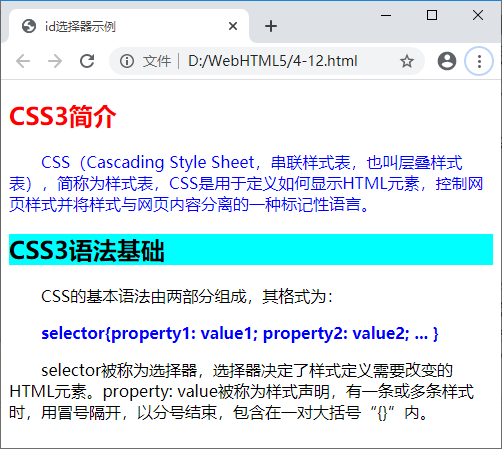 id选择器示例
文件 D:/WebHTML5/4-12.html
CSS3简介
CSS（Cascading Style Sheet，串联样式表，也叫层叠样式
表），简称为样式表，CSS是用于定义如何显示HTML元素，控制网
页样式并将样式与网页内容分离的一种标记性语言。
CSS3语法基础
CSS的基本语法由两部分组成，其格式为：
selector{property1: value1; property2: value2; ... }
selector被称为选择器，选择器决定了样式定义需要改变的
HTML元素。property: value被称为样式声明，有一条或多条样式
时，用冒号隔开，以分号结束，包含在一对大括号“{}”内。